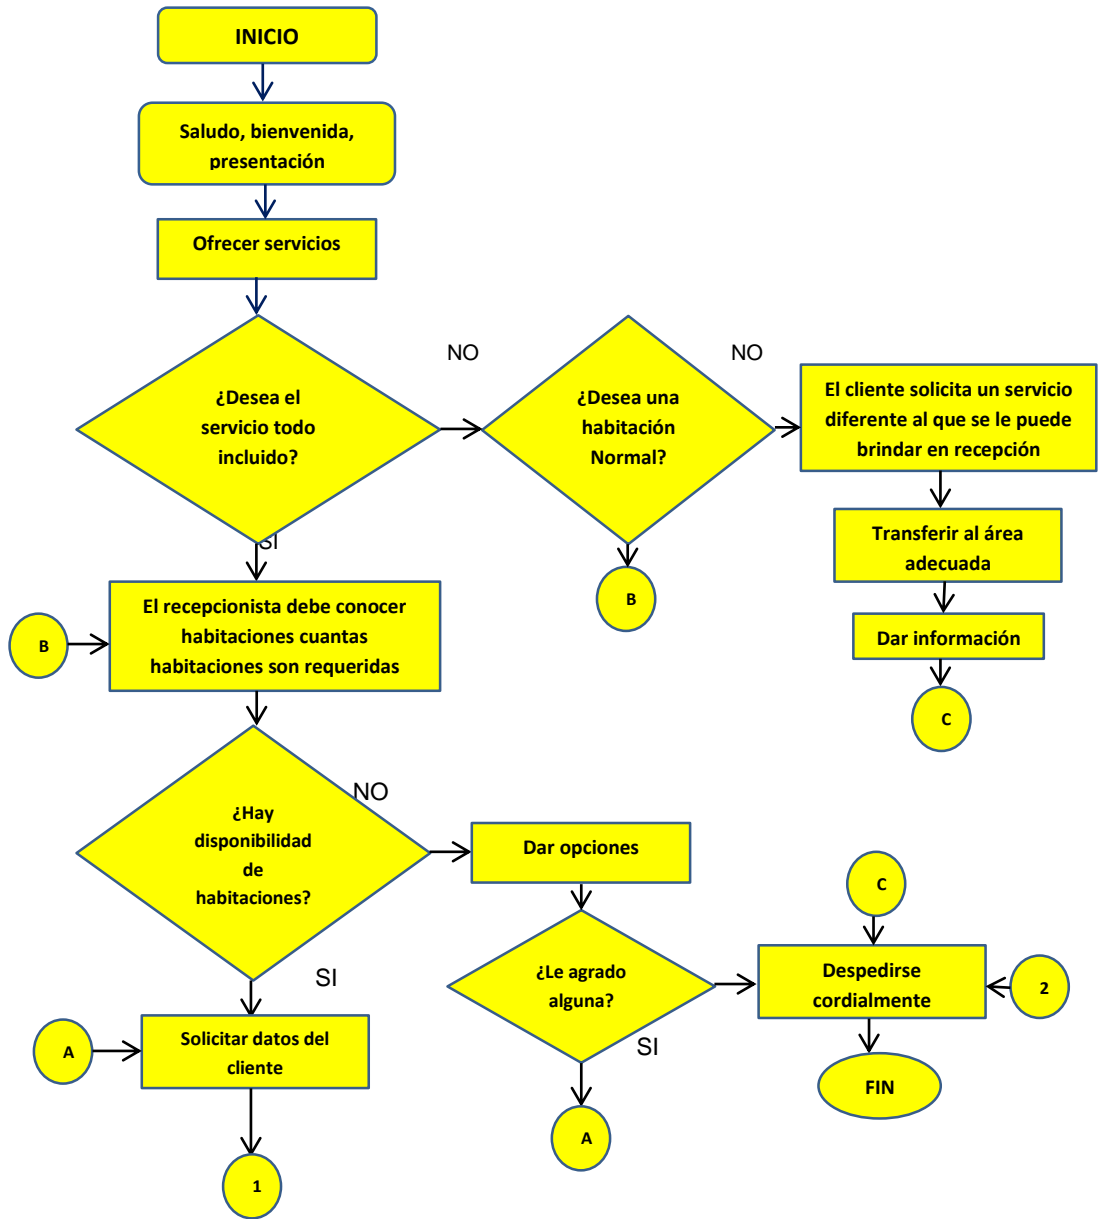 INICIO
Saludo, bienvenida,
presentación
Ofrecer servicios
NO
NO
¿Desea el
servicio todo
incluido?
¿Desea una
habitación
Normal?
El cliente solicita un servicio
diferente al que se le puede
brindar en recepción
SI
Transferir al área
adecuada
B
El recepcionista debe conocer
habitaciones cuantas
habitaciones son requeridas
B
Dar información
C
NO
¿Hay
disponibilidad
de
habitaciones?
Dar opciones
C
SI
¿Le agrado
alguna?
Despedirse
cordialmente
2
A
Solicitar datos del
cliente
SI
FIN
A
1